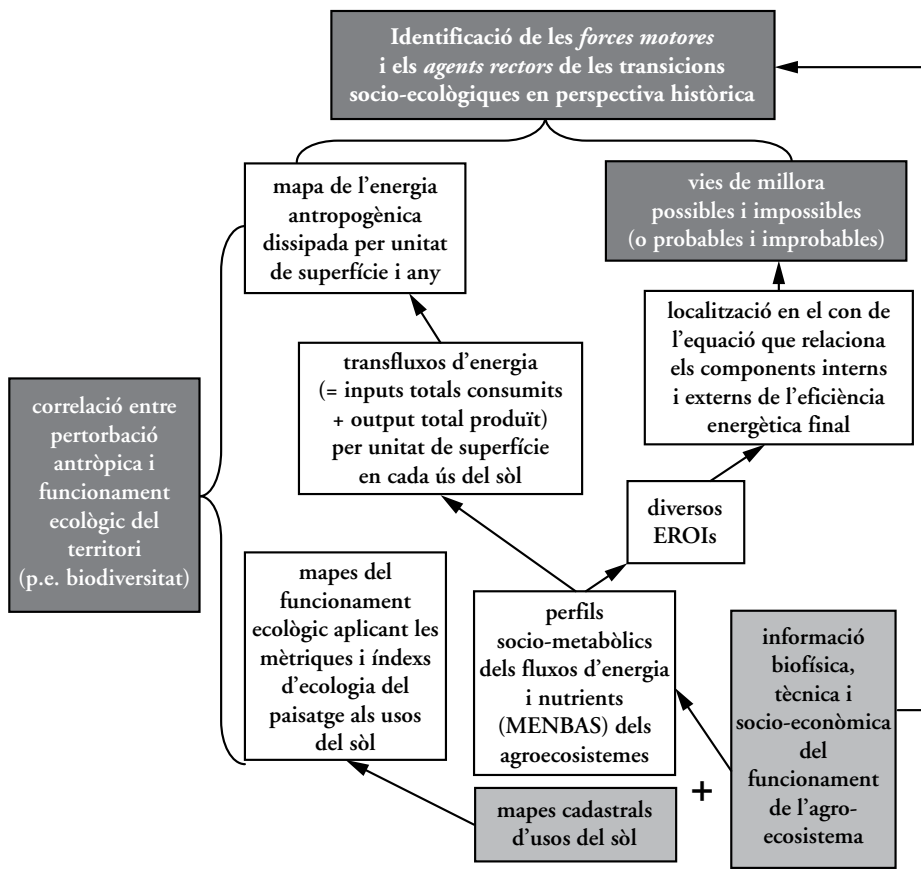 Identificació de les forces motores
i els agents rectors de les transicions
socio-ecològiques en perspectiva històrica
mapa de l'energia
antropogènica
dissipada per unitat
de superfície i any
vies de millora
possibles i impossibles
(o probables i improbables)
transfluxos d'energia
(= inputs totals consumits
+ output total produït)
per unitat de superfície
en cada ús del sòl
localització en el con de
l'equació que relaciona
els components interns
i externs de l'eficiència
energètica final
correlació entre
pertorbació
antròpica i
funcionament
ecològic del
territori
(p.e. biodiversitat)
diversos
EROIs
mapes del
funcionament
ecològic aplicant les
mètriques i índexs
d'ecologia del
paisatge als usos
del sòl
perfils
socio-metabòlics
dels fluxos d'energia
i nutrients
(MENBAS) dels
agroecosistemes
informació
biofísica,
tècnica i
socio-econòmica
del
funcionament
de l'agro-
ecosistema
+
mapes cadastrals
d'usos del sòl